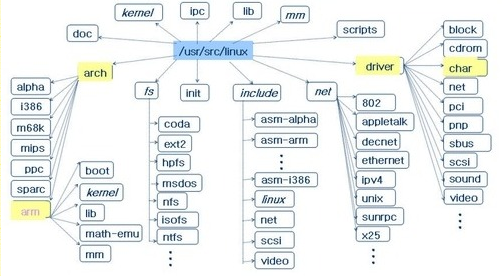 kernel
ipc
lib
mm
doc
scripts
/usr/src/linux
arch
fs
init
include
net
driver
alpha
i386
m68k
mips
ppc
sparc
arm
boot
kernel
lib
math-emu
mm
coda
ext2
hpfs
msdos
nfs
isofs
ntfs
asm-alpha
asm-arm
asm-i386
linux
net
scsi
video
802
appletalk
decnet
ethernet
ipv4
unix
sunrpc
x25
block
cdrom
char
net
pci
pnp
sbus
scsi
sound
video